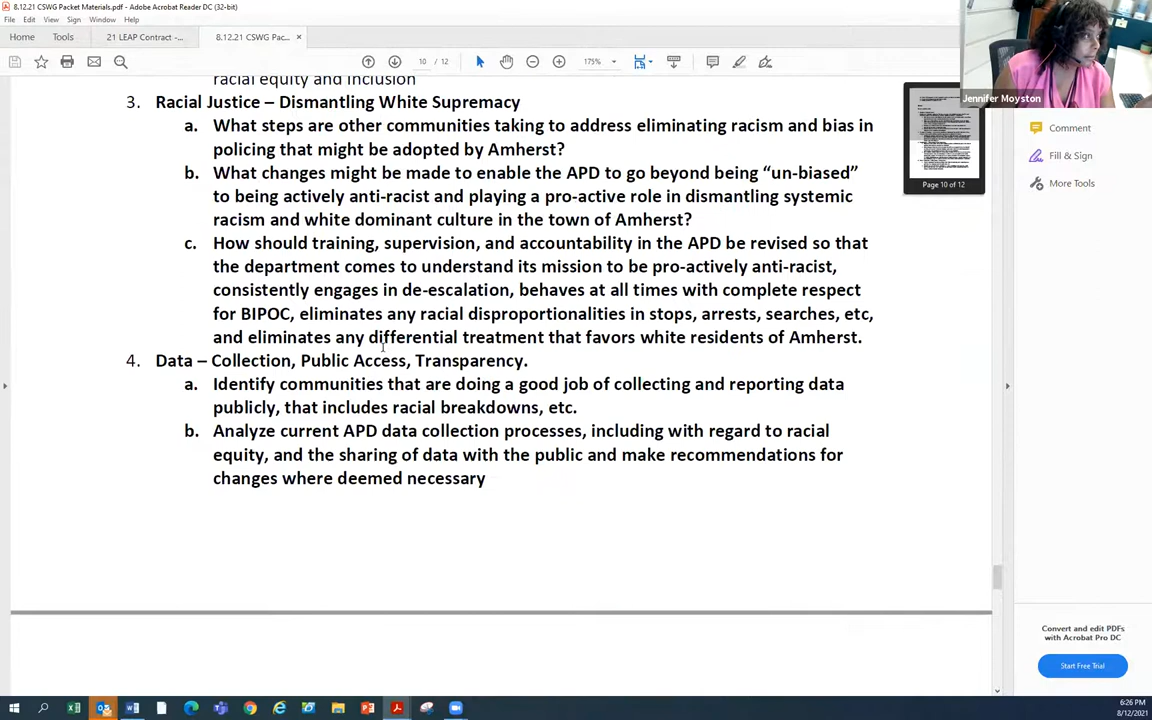 8.12.21 CSWG Packet Materials.pdf - Adobe Acrobat Reader DC (32-bit)
File Edit View Sign Window Help
Home Tools 21 LEAP Contract -... 8.12.21 CSWG Pac... ×
10 / 12 175%
Jennifer Moyston
racial equity and inclusion
3. Racial Justice – Dismantling White Supremacy
a. What steps are other communities taking to address eliminating racism and bias in
policing that might be adopted by Amherst?
b. What changes might be made to enable the APD to go beyond being “un-biased”
to being actively anti-racist and playing a pro-active role in dismantling systemic
racism and white dominant culture in the town of Amherst?
c. How should training, supervision, and accountability in the APD be revised so that
the department comes to understand its mission to be pro-actively anti-racist,
consistently engages in de-escalation, behaves at all times with complete respect
for BIPOC, eliminates any racial disproportionalities in stops, arrests, searches, etc,
and eliminates any differential treatment that favors white residents of Amherst.
4. Data – Collection, Public Access, Transparency.
a. Identify communities that are doing a good job of collecting and reporting data
publicly, that includes racial breakdowns, etc.
b. Analyze current APD data collection processes, including with regard to racial
equity, and the sharing of data with the public and make recommendations for
changes where deemed necessary
Page 10 of 12
Comment
Fill & Sign
More Tools
Convert and edit PDFs
with Acrobat Pro DC
Start Free Trial
6:26 PM
8/12/2021